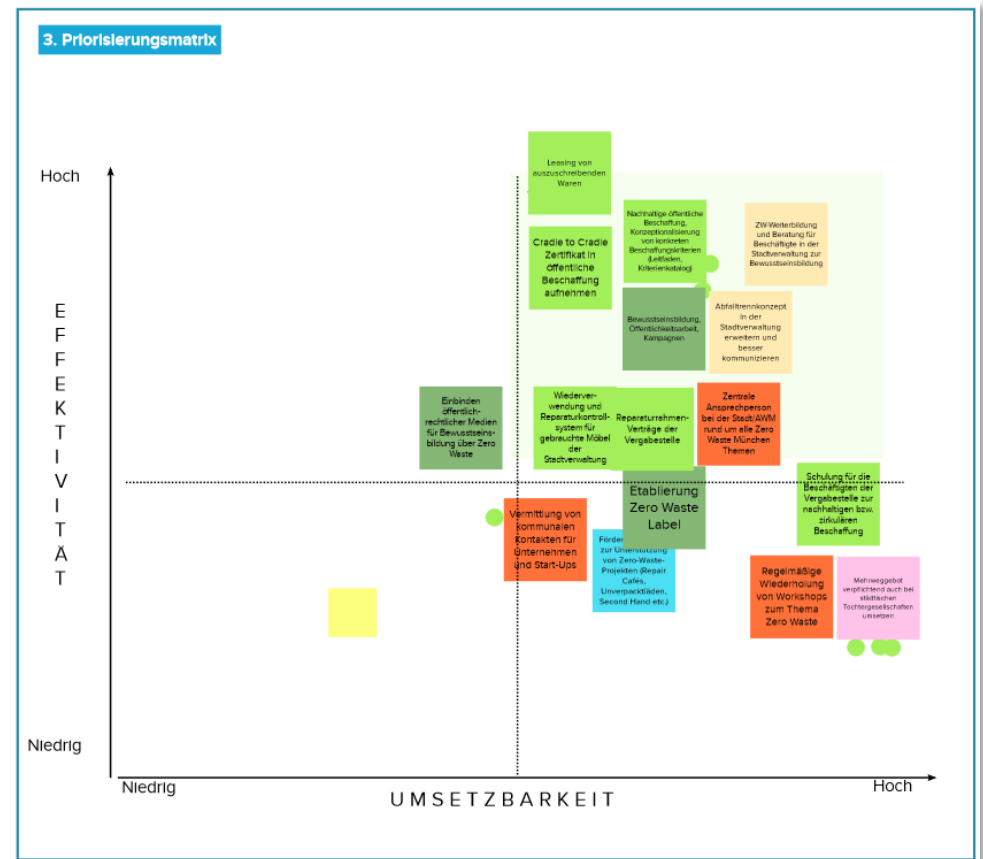 3. Priorisierungsmatrix
Hoch
EFFEKTIVITÄT
Niedrig
Niedrig
UMSETZBARKEIT
Hoch
Leasing von
auszuschreibenden
Waren
Cradle to Cradle
Zertifikat in
öffentliche
Beschaffung
aufnehmen
Nachhaltige öffentliche
Beschaffung,
Konzeptionalisierung
von konkreten
Beschaffungskriterien
(Leitfaden,
Kriterienkatalog)
ZW-Weiterbildung
und Beratung für
Beschäftigte in der
Stadtverwaltung zur
Bewusstseinsbildung
Bewusstseinsbildung,
Öffentlichkeitsarbeit,
Kampagnen
Abfalltrennkonzept
in der
Stadtverwaltung
erweitern und
besser
kommunizieren
Einbinden
öffentlich-
rechtlicher Medien
für Bewusstseins-
bildung über Zero
Waste
Wiederver-
wendung und
Reparaturkontroll-
system für
gebrauchte Möbel
der
Stadtverwaltung
Reparaturrahmen-
Verträge der
Vergabestelle
Zentrale
Ansprechperson
bei der Stadt/AWM
rund um alle Zero
Waste München
Themen
Etablierung
Zero Waste
Label
Schulung für die
Beschäftigten der
Vergabestelle zur
nachhaltigen bzw.
zirkulären
Beschaffung
Vermittlung von
kommunalen
Kontakten für
Unternehmen
und Start-Ups
zur Unterstützung
von Zero-Waste-
Projekten (Repair
Cafés,
Unverpacktläden,
Second Hand etc.)
Regelmäßige
Wiederholung
von Workshops
zum Thema
Zero Waste
Mehrweggebot
verpflichtend auch bei
städtischen
Tochtergesellschaften
umsetzen